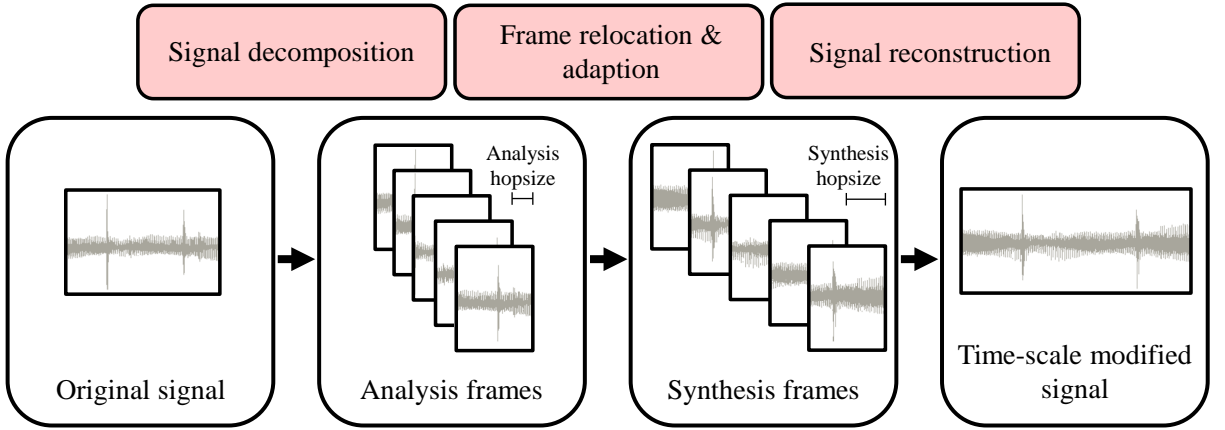 Signal decomposition
Frame relocation &
adaption
Signal reconstruction
Original signal
Analysis
hopsize
Analysis frames
Synthesis
hopsize
Synthesis frames
Time-scale modified
signal